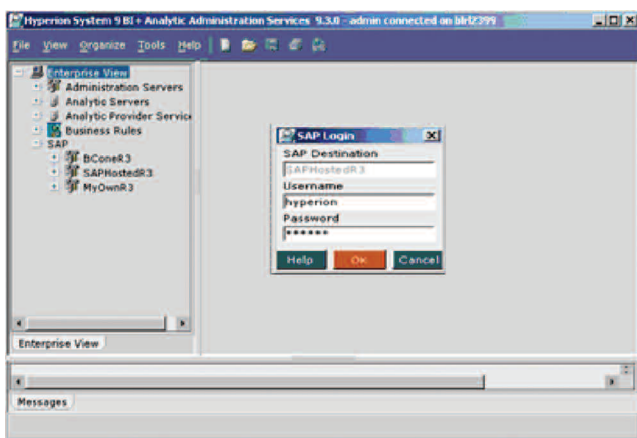 Hyperion System 9 BI+ Analytic Administration Services 9.3.0 - admin connected on blrl2399
File View Organize Tools Help
Enterprise View
Administration Servers
Analytic Servers
Analytic Provider Service
Business Rules
SAP
BConeR3
SAPHostedR3
MyOwnR3
SAP Login
SAP Destination
SAPHostedR3
Username
hyperion
Password
******
Help OK Cancel
Enterprise View
Messages